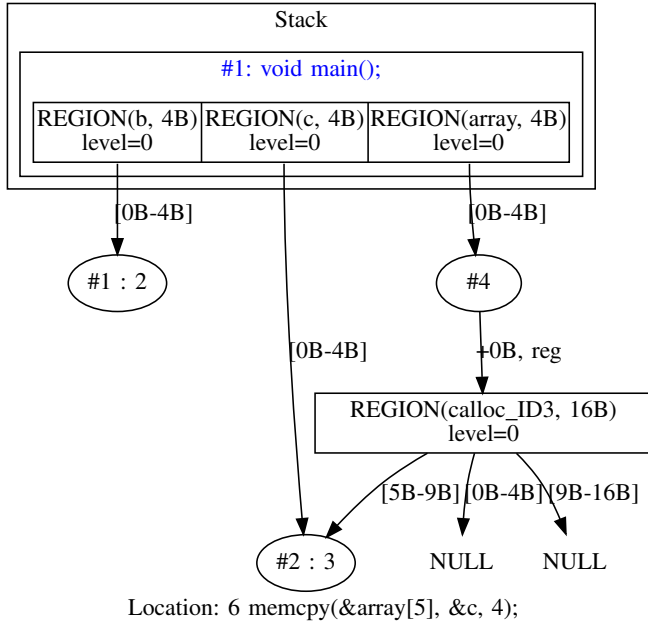 Stack
#1: void main();
REGION(b, 4B) REGION(c, 4B) REGION(array, 4B)
level=0 level=0 level=0
[0B-4B] [0B-4B]
#1 : 2 #4
[0B-4B] +0B, reg
REGION(calloc_ID3, 16B)
level=0
[5B-9B] [0B-4B] [9B-16B]
#2 : 3 NULL NULL
Location: 6 memcpy(&array[5], &c, 4);